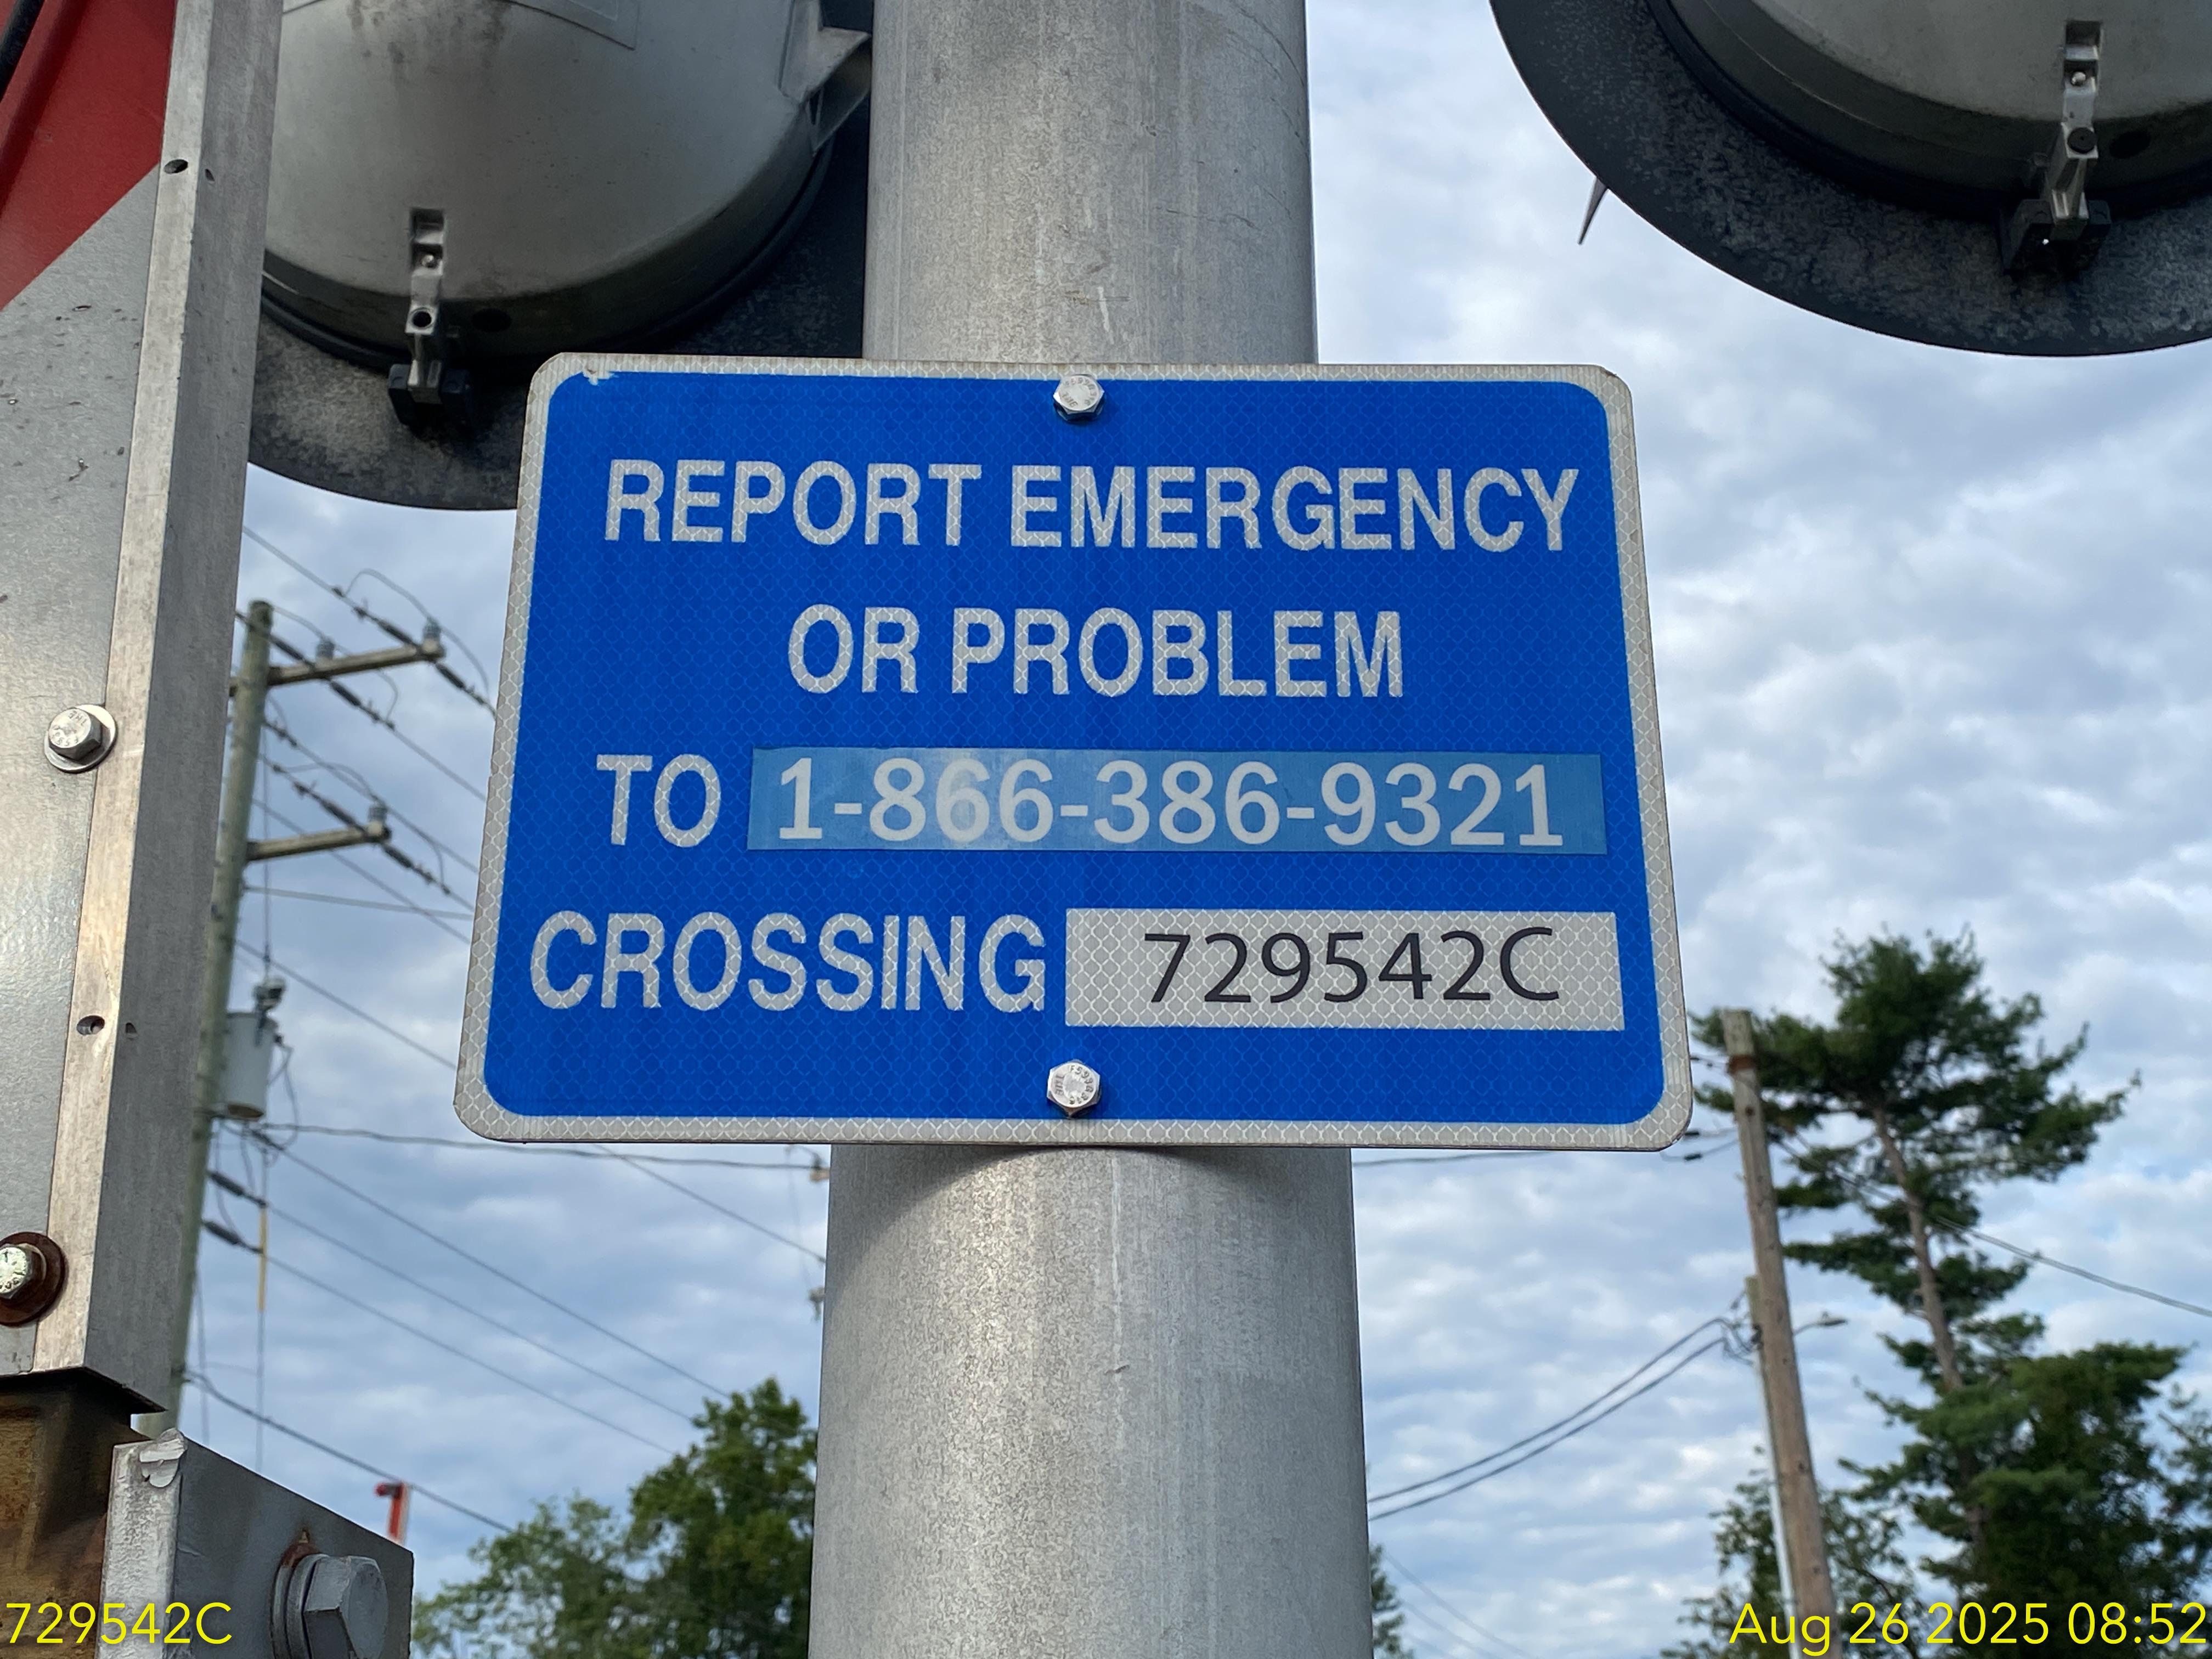 REPORT EMERGENCY
OR PROBLEM
TO 1-866-386-9321
CROSSING 729542C
729542C
Aug 26 2025 08:52